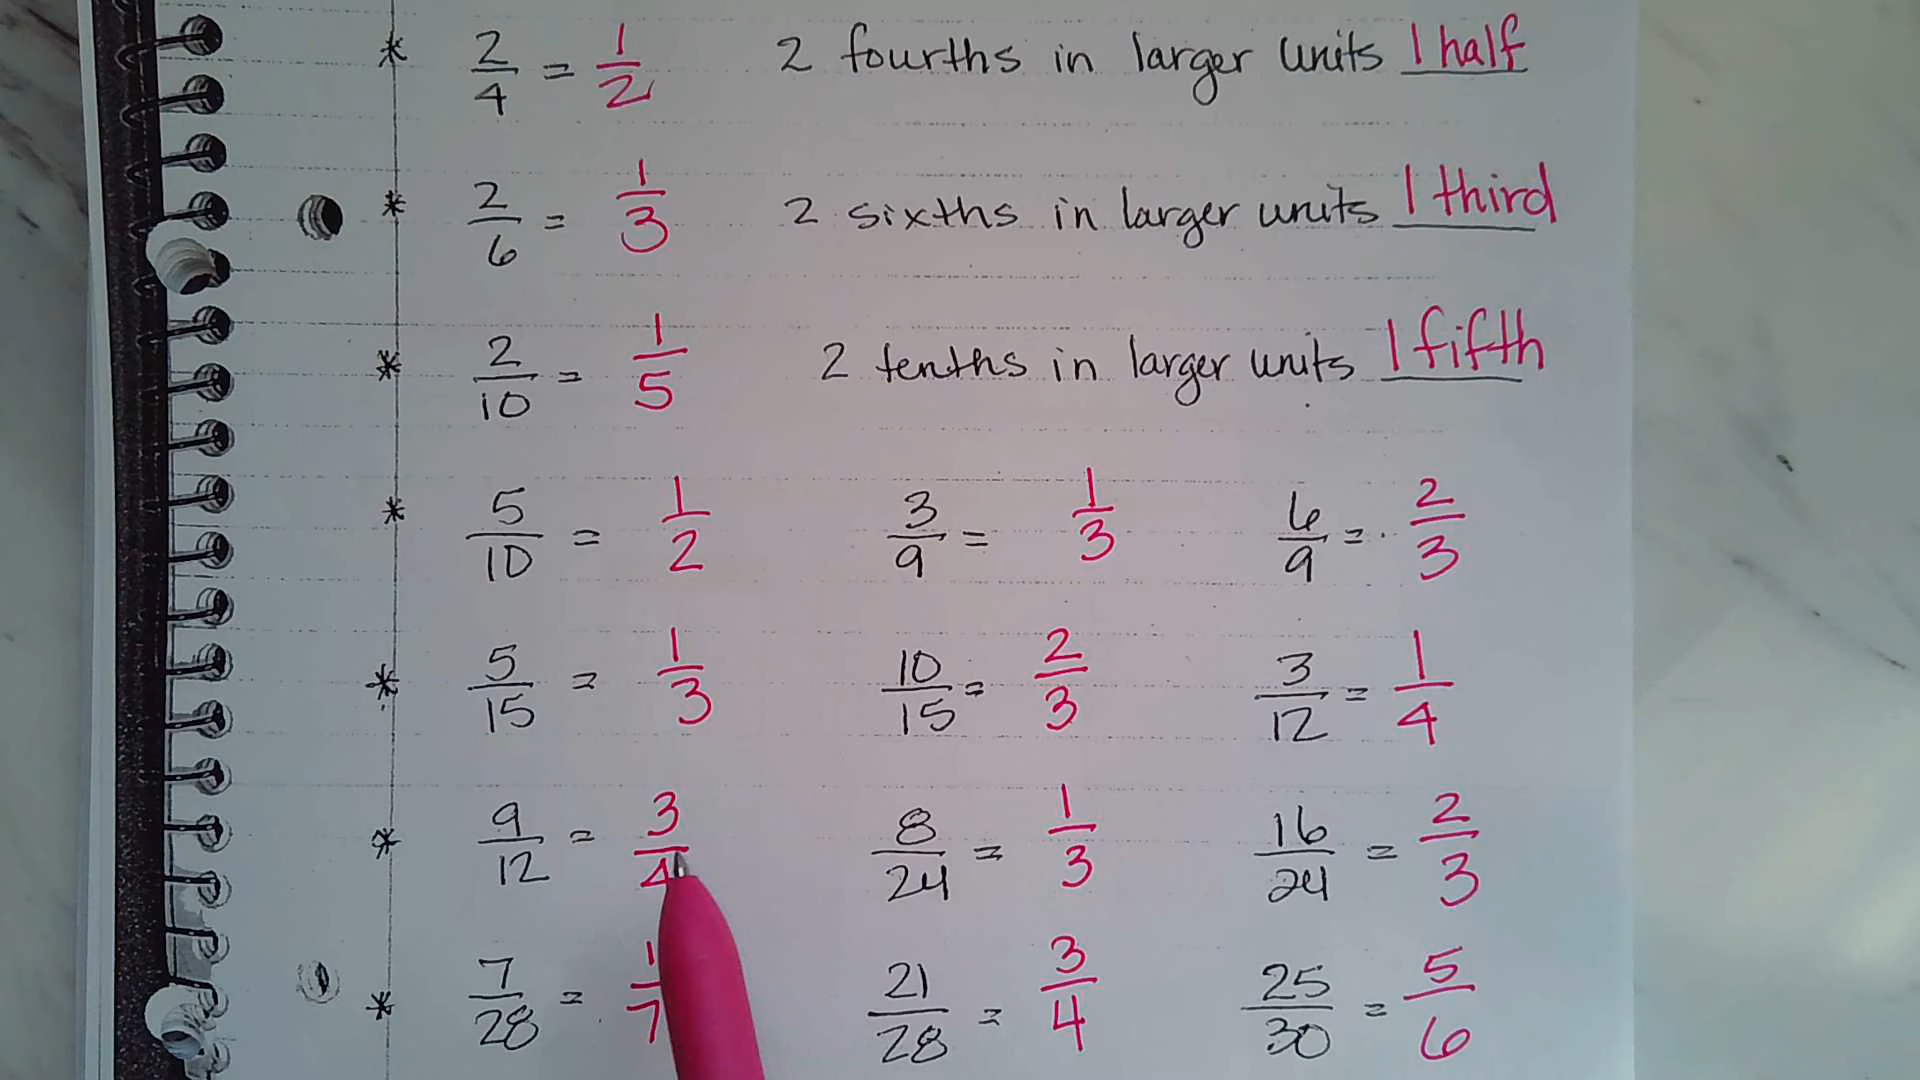 * 2/4 = 1/2 2 fourths in larger units 1 half
* 2/6 = 1/3 2 sixths in larger units 1 third
* 2/10 = 1/5 2 tenths in larger units 1 fifth
* 5/10 = 1/2 3/9 = 1/3 6/9 = 2/3
* 5/15 = 1/3 10/15 = 2/3 3/12 = 1/4
* 9/12 = 3/4 8/24 = 1/3 16/24 = 2/3
* 7/28 = 1/7 21/28 = 3/4 25/30 = 5/6